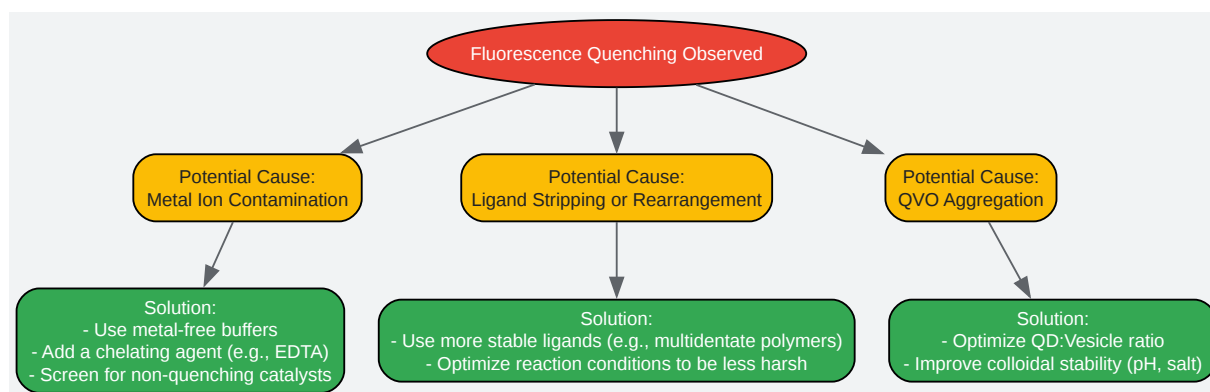 Fluorescence Quenching Observed
Potential Cause:
Metal Ion Contamination
Potential Cause:
Ligand Stripping or Rearrangement
Potential Cause:
QVO Aggregation
Solution:
- Use metal-free buffers
- Add a chelating agent (e.g., EDTA)
- Screen for non-quenching catalysts
Solution:
- Use more stable ligands (e.g., multidentate polymers)
- Optimize reaction conditions to be less harsh
Solution:
- Optimize QD:Vesicle ratio
- Improve colloidal stability (pH, salt)